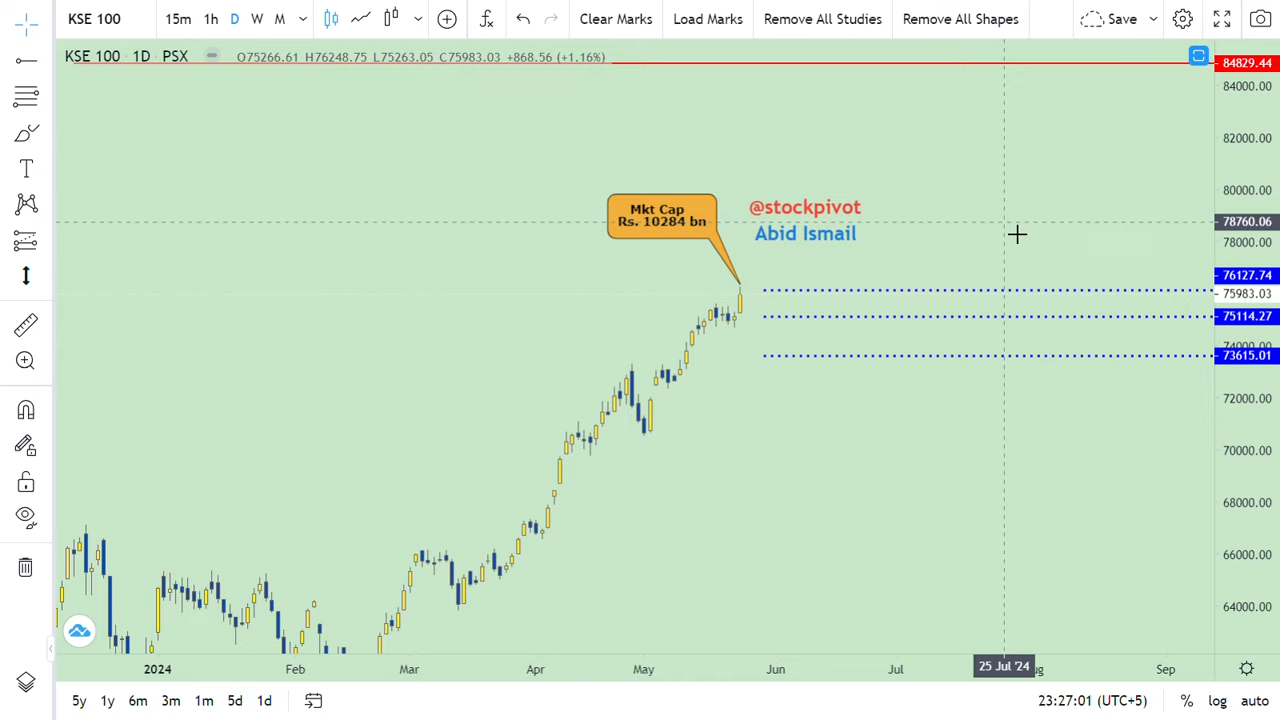 KSE 100
15m 1h D W M
Clear Marks
Load Marks
Remove All Studies
Remove All Shapes
Save
KSE 100 1D PSX
O75266.61 H76248.75 L75263.05 C75983.03 +868.56 (+1.16%)
84829.44
84000.00
82000.00
80000.00
Mkt Cap
Rs. 10284 bn
@stockpivot
Abid Ismail
78760.06
78000.00
76127.74
75983.03
75114.27
74000.00
73615.01
72000.00
70000.00
68000.00
66000.00
64000.00
2024 Feb Mar Apr May Jun Jul 25 Jul '24 Sep
5y 1y 6m 3m 1m 5d 1d
23:27:01 (UTC+5) % log auto